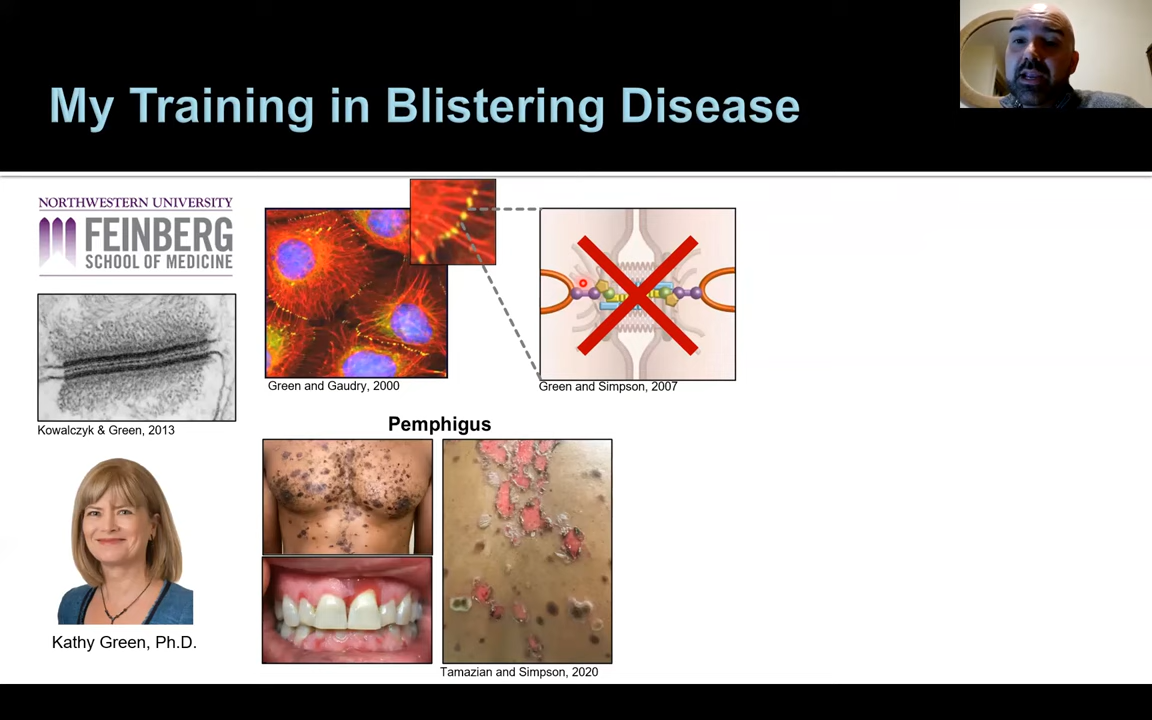 My Training in Blistering Disease
NORTHWESTERN UNIVERSITY
FEINBERG
SCHOOL OF MEDICINE
Green and Gaudry, 2000
Green and Simpson, 2007
Kowalczyk & Green, 2013
Pemphigus
Kathy Green, Ph.D.
Tamazian and Simpson, 2020